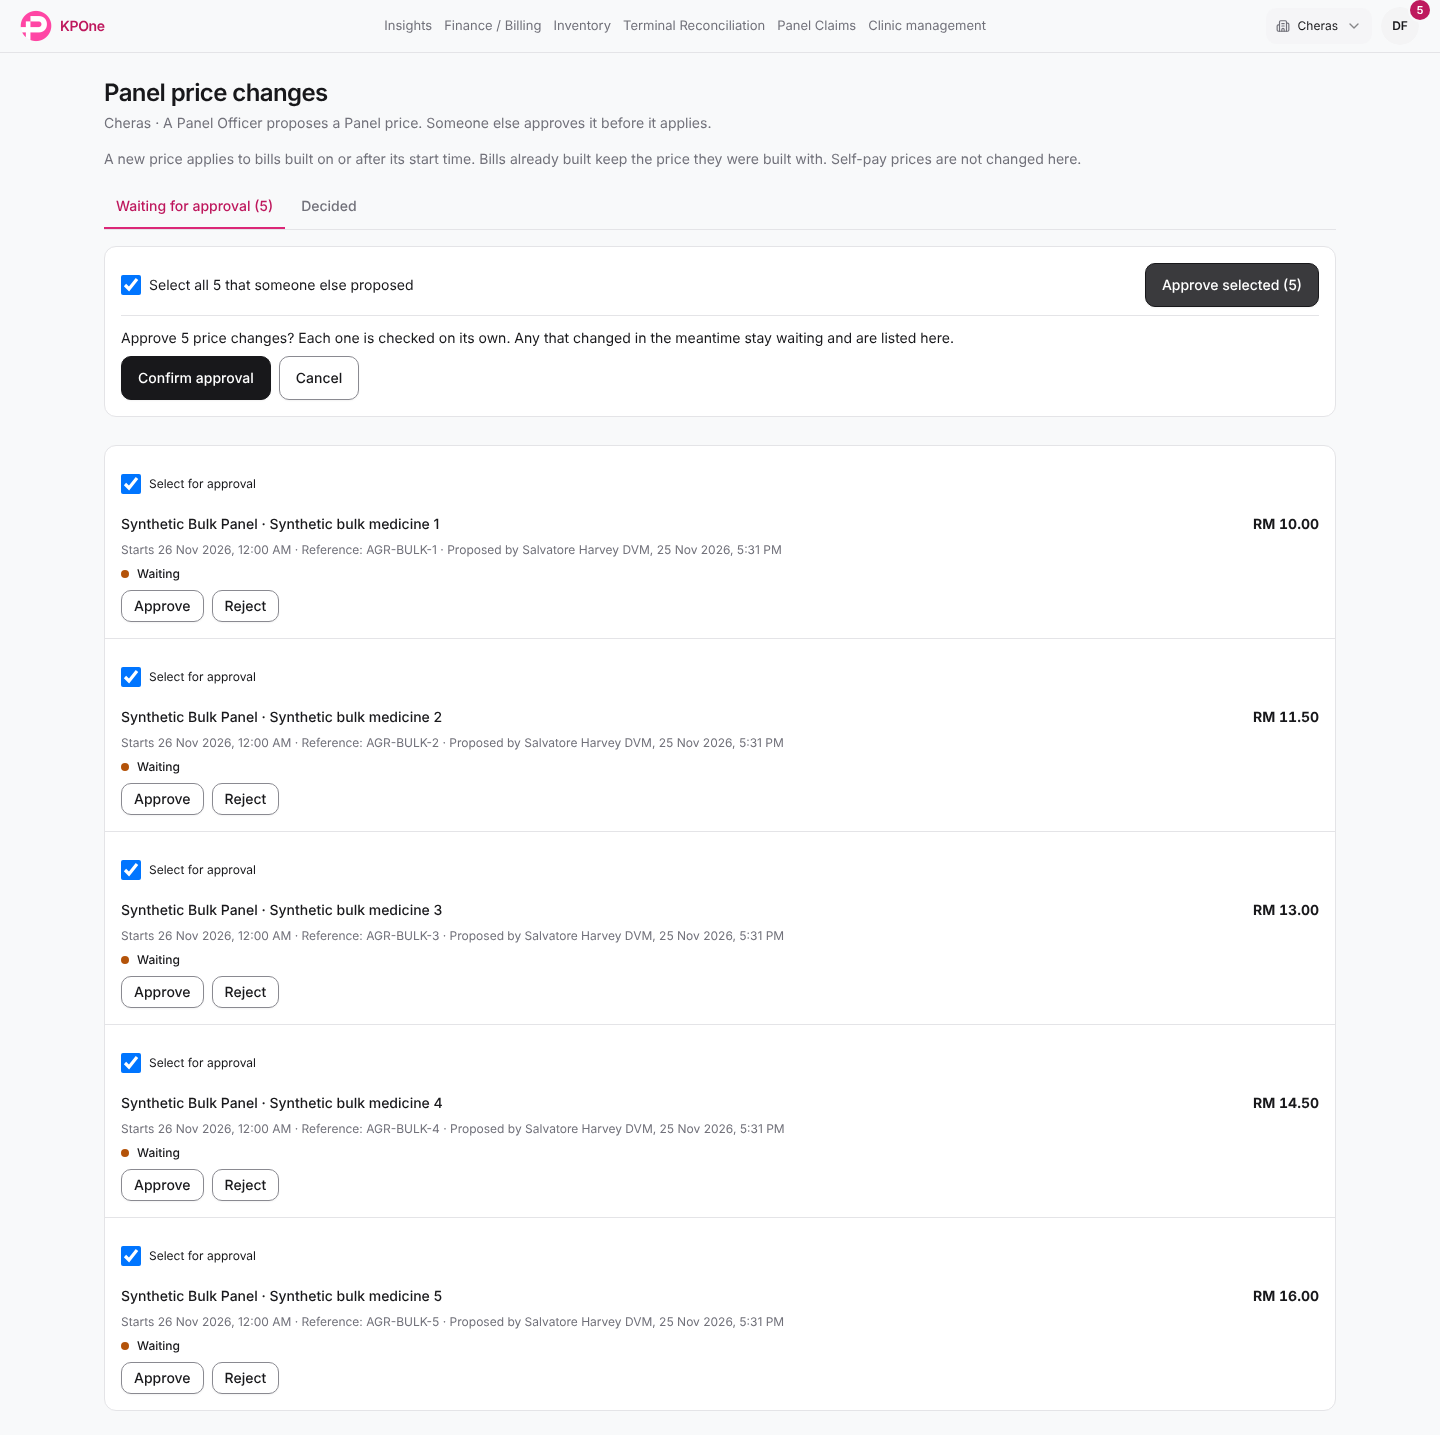 KPOne
Insights Finance / Billing Inventory Terminal Reconciliation Panel Claims Clinic management
Cheras
DF
5
Panel price changes
Cheras · A Panel Officer proposes a Panel price. Someone else approves it before it applies.
A new price applies to bills built on or after its start time. Bills already built keep the price they were built with. Self-pay prices are not changed here.
Waiting for approval (5) Decided
Select all 5 that someone else proposed
Approve selected (5)
Approve 5 price changes? Each one is checked on its own. Any that changed in the meantime stay waiting and are listed here.
Confirm approval Cancel
Select for approval
Synthetic Bulk Panel · Synthetic bulk medicine 1 RM 10.00
Starts 26 Nov 2026, 12:00 AM · Reference: AGR-BULK-1 · Proposed by Salvatore Harvey DVM, 25 Nov 2026, 5:31 PM
Waiting
Approve Reject
Select for approval
Synthetic Bulk Panel · Synthetic bulk medicine 2 RM 11.50
Starts 26 Nov 2026, 12:00 AM · Reference: AGR-BULK-2 · Proposed by Salvatore Harvey DVM, 25 Nov 2026, 5:31 PM
Waiting
Approve Reject
Select for approval
Synthetic Bulk Panel · Synthetic bulk medicine 3 RM 13.00
Starts 26 Nov 2026, 12:00 AM · Reference: AGR-BULK-3 · Proposed by Salvatore Harvey DVM, 25 Nov 2026, 5:31 PM
Waiting
Approve Reject
Select for approval
Synthetic Bulk Panel · Synthetic bulk medicine 4 RM 14.50
Starts 26 Nov 2026, 12:00 AM · Reference: AGR-BULK-4 · Proposed by Salvatore Harvey DVM, 25 Nov 2026, 5:31 PM
Waiting
Approve Reject
Select for approval
Synthetic Bulk Panel · Synthetic bulk medicine 5 RM 16.00
Starts 26 Nov 2026, 12:00 AM · Reference: AGR-BULK-5 · Proposed by Salvatore Harvey DVM, 25 Nov 2026, 5:31 PM
Waiting
Approve Reject